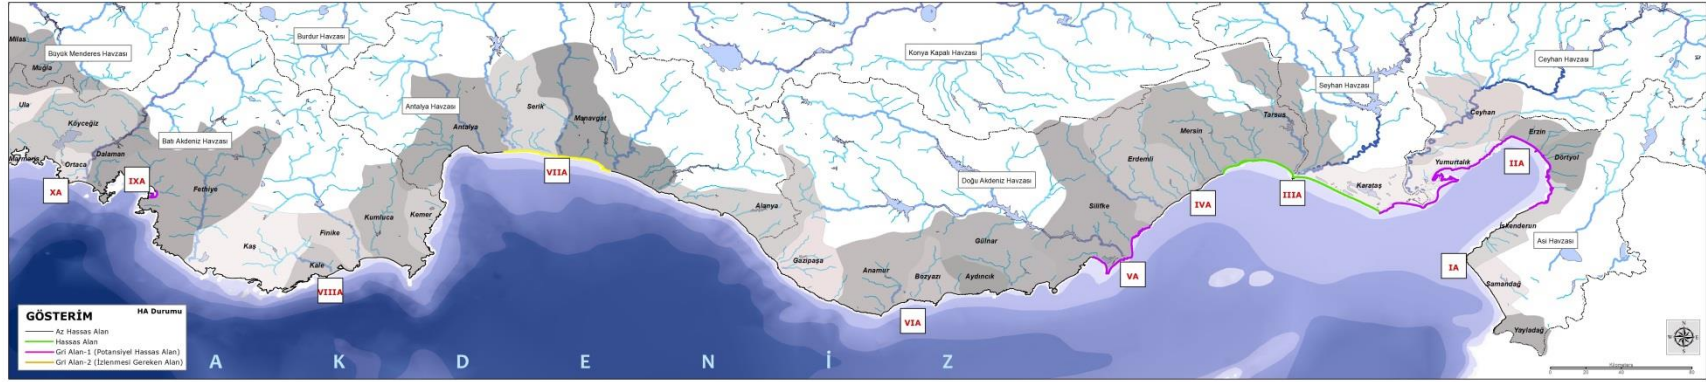 Milas
Büyük Menderes Havzası
Burdur Havzası
Konya Kapalı Havzası
Ceyhan Havzası
Muğla
Seyhan Havzası
Ula
Antalya Havzası
Serik
Manavgat
Ceyhan
Köyceğiz
Antalya
Tarsus
Mersin
Erzin
Batı Akdeniz Havzası
Dalaman
Marmaris
Ortaca
Erdemli
Yumurtalık
IIA
Dörtyol
VIIA
XA
IXA
Fethiye
Doğu Akdeniz Havzası
Karataş
IIIA
IVA
Silifke
Alanya
Kumluca
Kemer
İskenderun
Finike
Kaş
Gülnar
Asi Havzası
Gazipaşa
Kale
Anamur
Bozyazı
Aydıncık
VA
IA
VIIIA
Samandağ
VIA
Yayladağ
GÖSTERİM
HA Durumu
Az Hassas Alan
Hassas Alan
Gri Alan-1 (Potansiyel Hassas Alan)
Gri Alan-2 (İzlenmesi Gereken Alan)
A K D E N İ Z
Kilometers